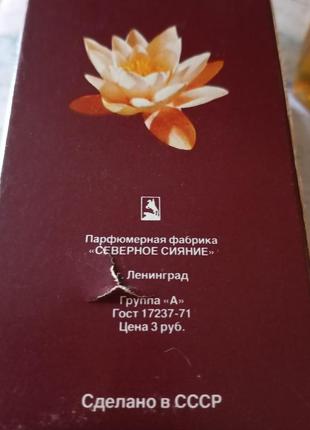 Парфюмерная фабрика
«СЕВЕРНОЕ СИЯНИЕ»
г. Ленинград
Группа «А»
Гост 17237-71
Цена 3 руб.
Сделано в СССР